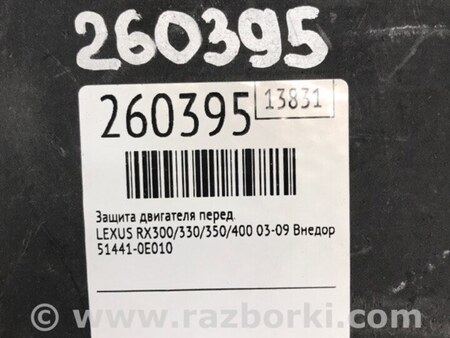 260395
260395 13831
Защита двигателя перед.
LEXUS RX300/330/350/400 03-09 Внедор
51441-0E010
© www.razborki.com